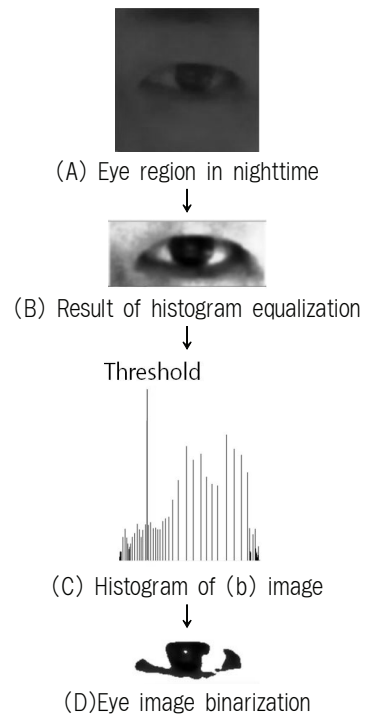 (A) Eye region in nighttime
(B) Result of histogram equalization
Threshold
(C) Histogram of (b) image
(D)Eye image binarization